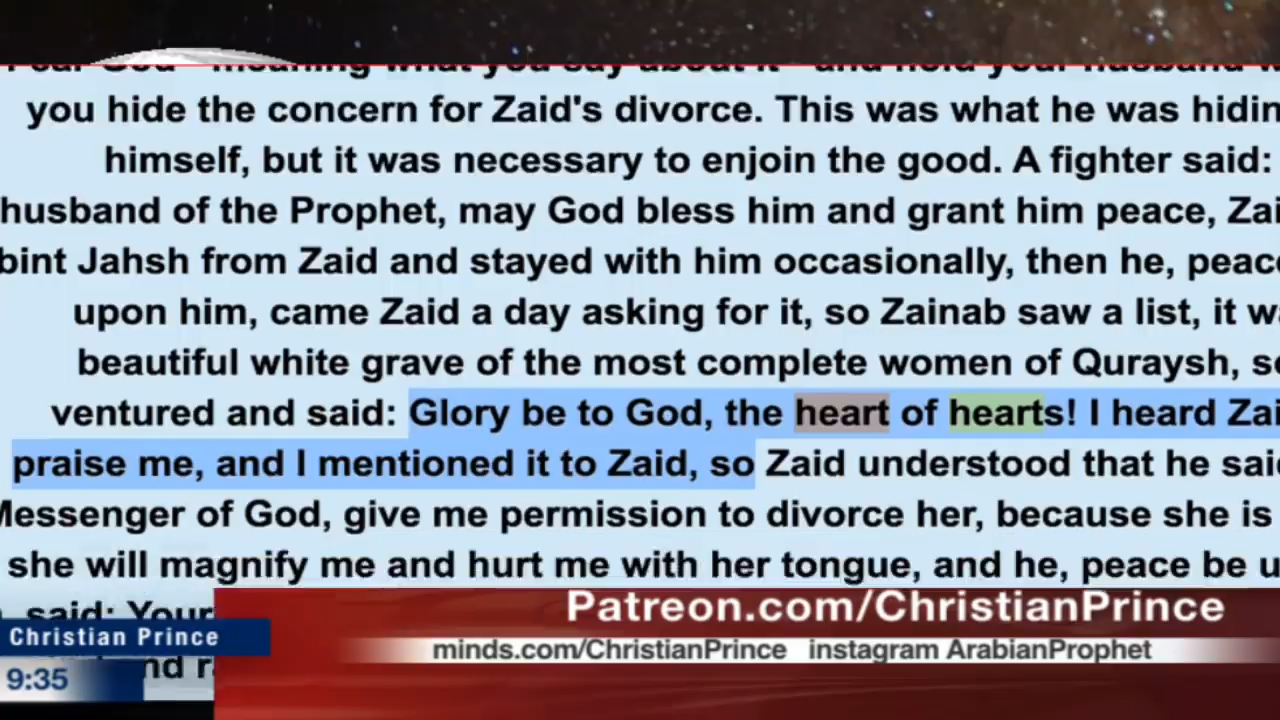 you hide the concern for Zaid's divorce. This was what he was hidin
himself, but it was necessary to enjoin the good. A fighter said:
husband of the Prophet, may God bless him and grant him peace, Zai
bint Jahsh from Zaid and stayed with him occasionally, then he, peac
upon him, came Zaid a day asking for it, so Zainab saw a list, it w
beautiful white grave of the most complete women of Quraysh, s
ventured and said: Glory be to God, the heart of hearts! I heard Zai
praise me, and I mentioned it to Zaid, so Zaid understood that he sai
Messenger of God, give me permission to divorce her, because she is
she will magnify me and hurt me with her tongue, and he, peace be u
said: Your
Patreon.com/ChristianPrince
Christian Prince
minds.com/ChristianPrince instagram ArabianProphet
9:35